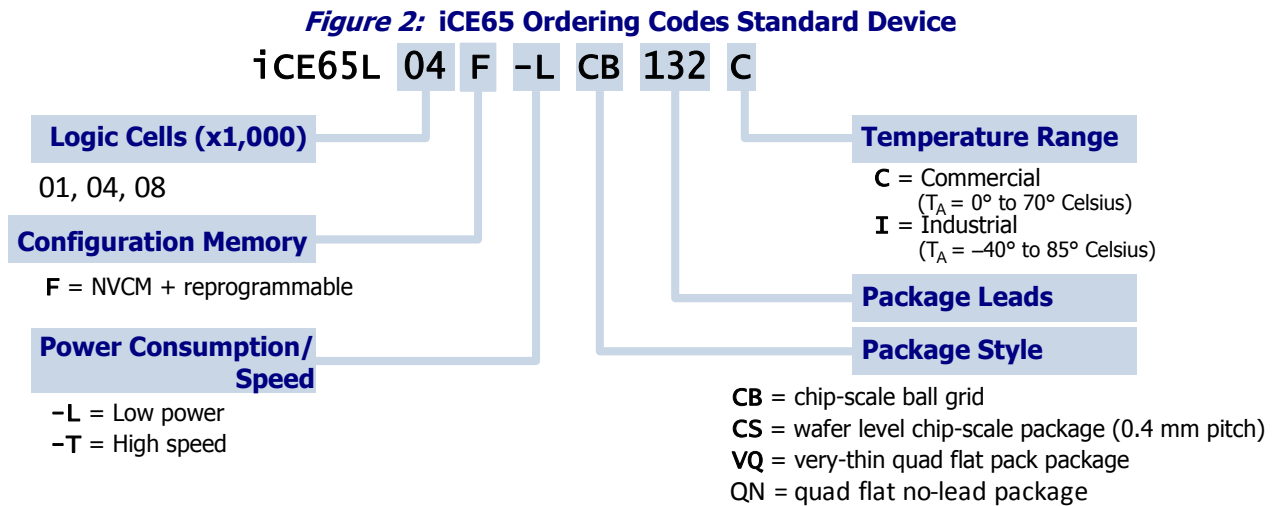 Figure 2: iCE65 Ordering Codes Standard Device
iCE65L 04 F -L CB 132 C
Logic Cells (x1,000)
01, 04, 08
Configuration Memory
F = NVCM + reprogrammable
Power Consumption/
Speed
-L = Low power
-T = High speed
Temperature Range
C = Commercial
(TA = 0° to 70° Celsius)
I = Industrial
(TA = –40° to 85° Celsius)
Package Leads
Package Style
CB = chip-scale ball grid
CS = wafer level chip-scale package (0.4 mm pitch)
VQ = very-thin quad flat pack package
QN = quad flat no-lead package